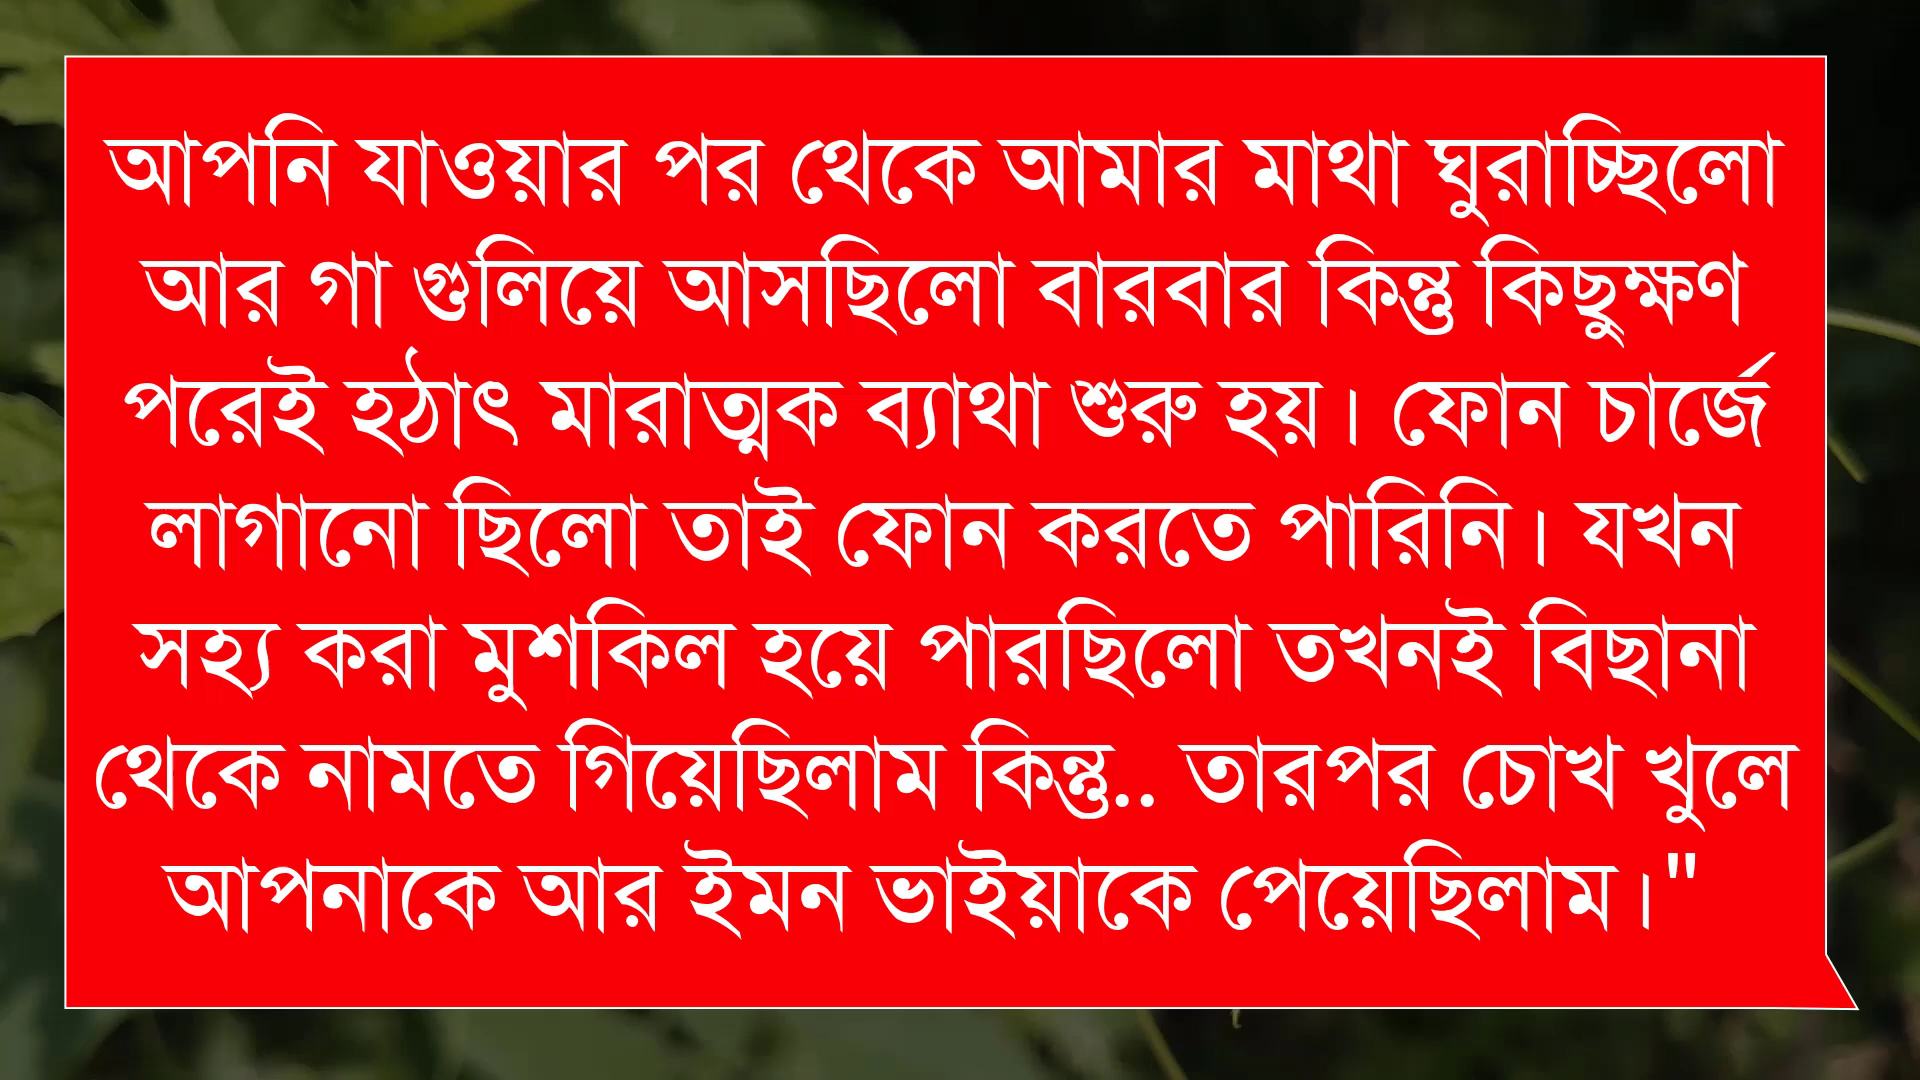 আপনি যাওয়ার পর থেকে আমার মাথা ঘুরাচ্ছিলো
আর গা গুলিয়ে আসছিলো বারবার কিন্তু কিছুক্ষণ
পরেই হঠাৎ মারাত্মক ব্যাথা শুরু হয়। ফোন চার্জে
লাগানো ছিলো তাই ফোন করতে পারিনি। যখন
সহ্য করা মুশকিল হয়ে পারছিলো তখনই বিছানা
থেকে নামতে গিয়েছিলাম কিন্তু.. তারপর চোখ খুলে
আপনাকে আর ইমন ভাইয়াকে পেয়েছিলাম।"